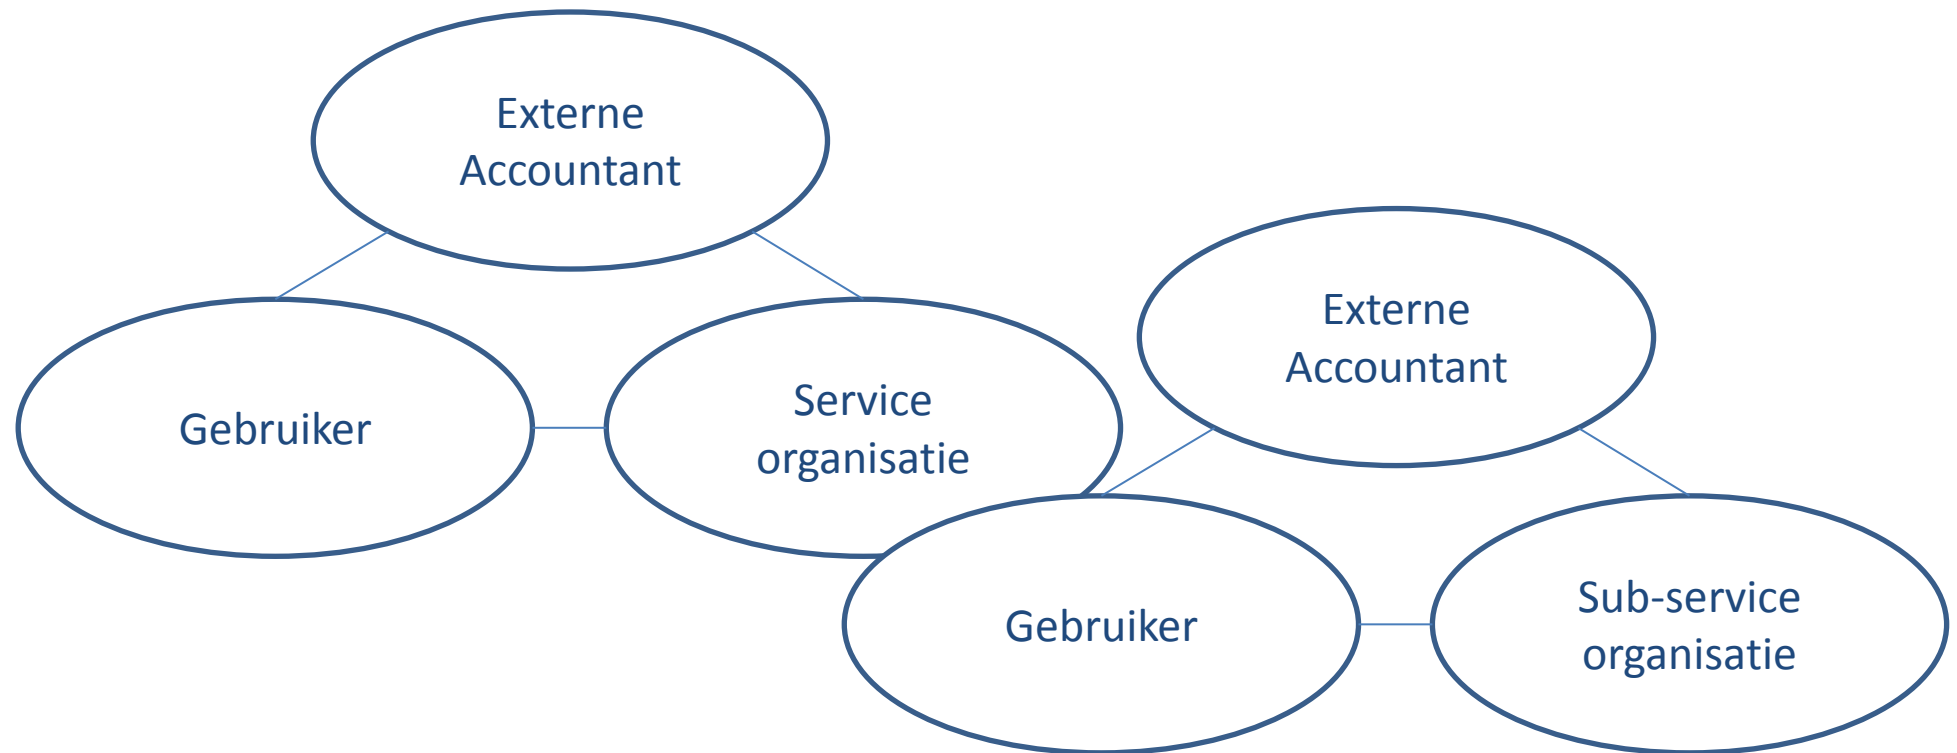 Externe
Accountant
Gebruiker
Service
organisatie
Externe
Accountant
Gebruiker
Sub-service
organisatie